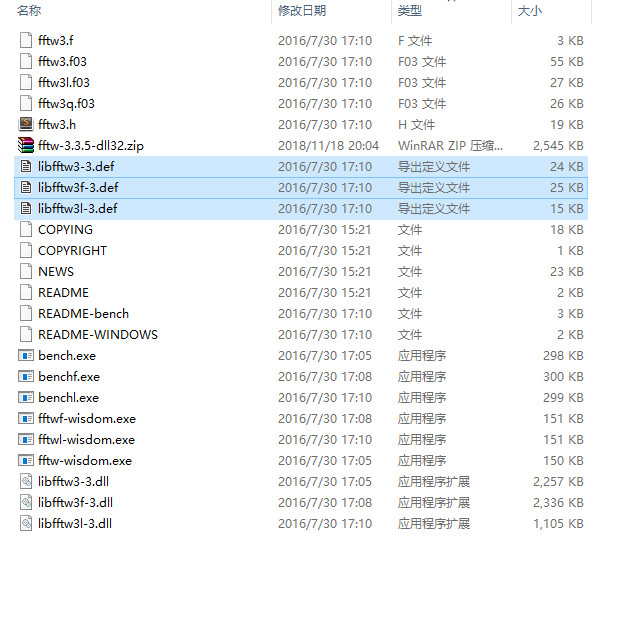 名称 修改日期 类型 大小
fftw3.f 2016/7/30 17:10 F 文件 3 KB
fftw3.f03 2016/7/30 17:10 F03 文件 55 KB
fftw3l.f03 2016/7/30 17:10 F03 文件 27 KB
fftw3q.f03 2016/7/30 17:10 F03 文件 26 KB
fftw3.h 2016/7/30 17:10 H 文件 19 KB
fftw-3.3.5-dll32.zip 2018/11/18 20:04 WinRAR ZIP 压缩... 2,545 KB
libfftw3-3.def 2016/7/30 17:10 导出定义文件 24 KB
libfftw3f-3.def 2016/7/30 17:10 导出定义文件 25 KB
libfftw3l-3.def 2016/7/30 17:10 导出定义文件 15 KB
COPYING 2016/7/30 15:21 文件 18 KB
COPYRIGHT 2016/7/30 15:21 文件 1 KB
NEWS 2016/7/30 15:21 文件 23 KB
README 2016/7/30 15:21 文件 2 KB
README-bench 2016/7/30 17:10 文件 3 KB
README-WINDOWS 2016/7/30 17:10 文件 2 KB
bench.exe 2016/7/30 17:05 应用程序 298 KB
benchf.exe 2016/7/30 17:08 应用程序 300 KB
benchl.exe 2016/7/30 17:10 应用程序 299 KB
fftwf-wisdom.exe 2016/7/30 17:08 应用程序 151 KB
fftwl-wisdom.exe 2016/7/30 17:10 应用程序 151 KB
fftw-wisdom.exe 2016/7/30 17:05 应用程序 150 KB
libfftw3-3.dll 2016/7/30 17:05 应用程序扩展 2,257 KB
libfftw3f-3.dll 2016/7/30 17:08 应用程序扩展 2,336 KB
libfftw3l-3.dll 2016/7/30 17:10 应用程序扩展 1,105 KB